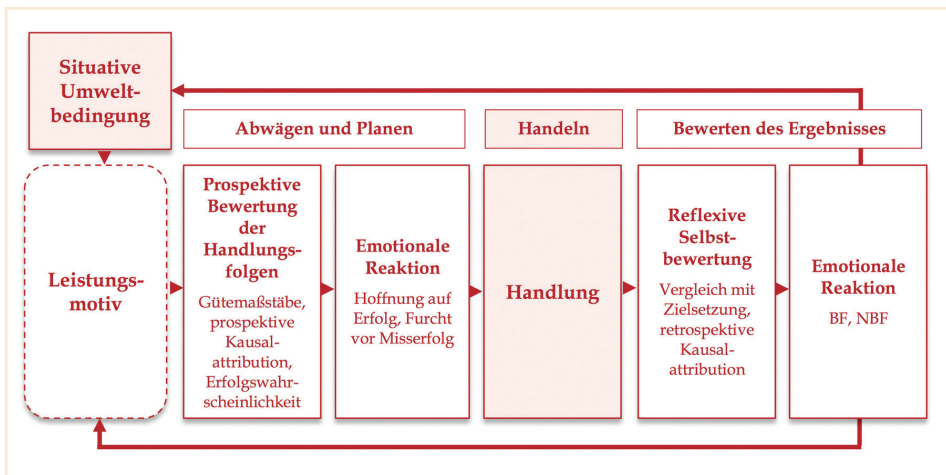 Situative
Umwelt-
bedingung
Abwägen und Planen
Handeln
Bewerten des Ergebnisses
Leistungs-
motiv
Prospektive
Bewertung
der
Handlungs-
folgen
Gütemaßstäbe,
prospektive
Kausal-
attribution,
Erfolgswahr-
scheinlichkeit
Emotionale
Reaktion
Hoffnung auf
Erfolg, Furcht
vor Misserfolg
Handlung
Reflexive
Selbst-
bewertung
Vergleich mit
Zielsetzung,
retrospektive
Kausal-
attribution
Emotionale
Reaktion
BF, NBF